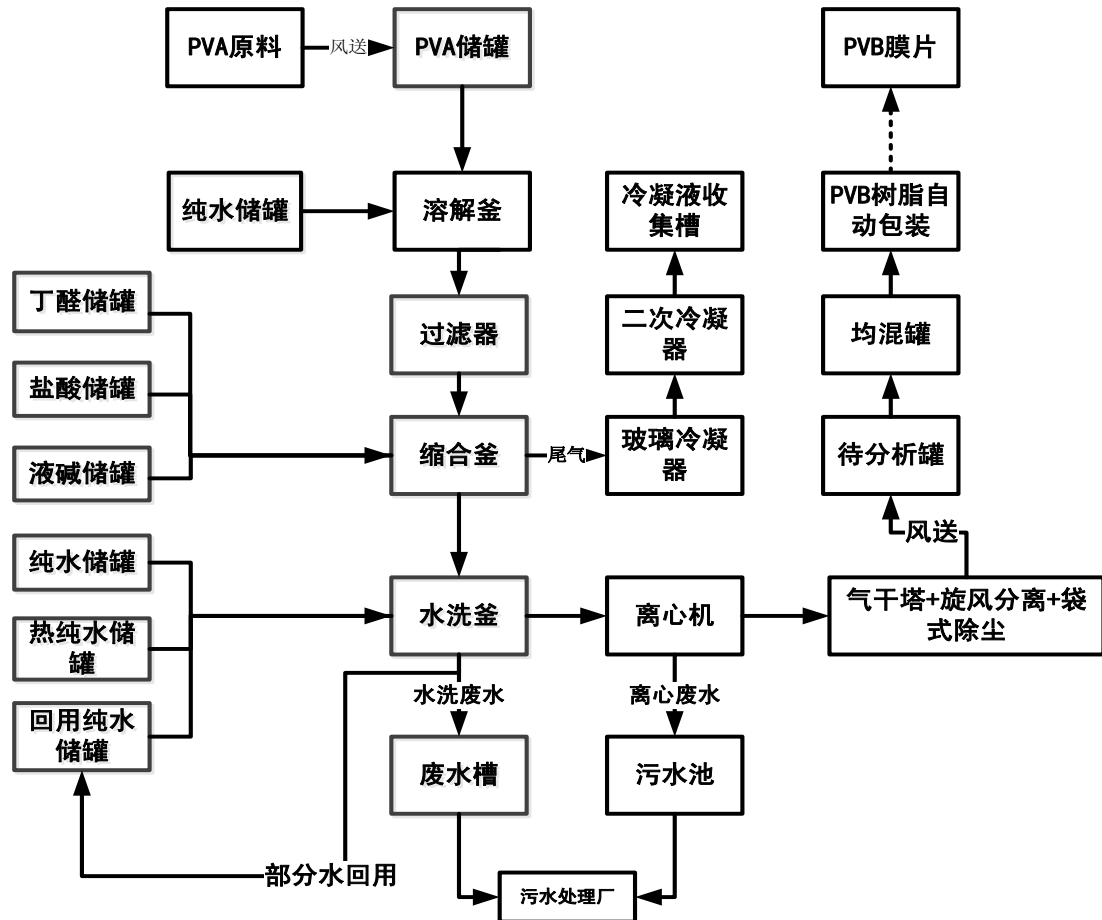 PVA原料
风送
PVA储罐
PVB膜片
纯水储罐
溶解釜
冷凝液收
集槽
PVB树脂自
动包装
丁醛储罐
过滤器
二次冷凝
器
均混罐
盐酸储罐
液碱储罐
缩合釜
尾气
玻璃冷凝
器
待分析罐
风送
纯水储罐
热纯水储
罐
回用纯水
储罐
水洗釜
离心机
气干塔+旋风分离+袋
式除尘
水洗废水
离心废水
废水槽
污水池
部分水回用
污水处理厂